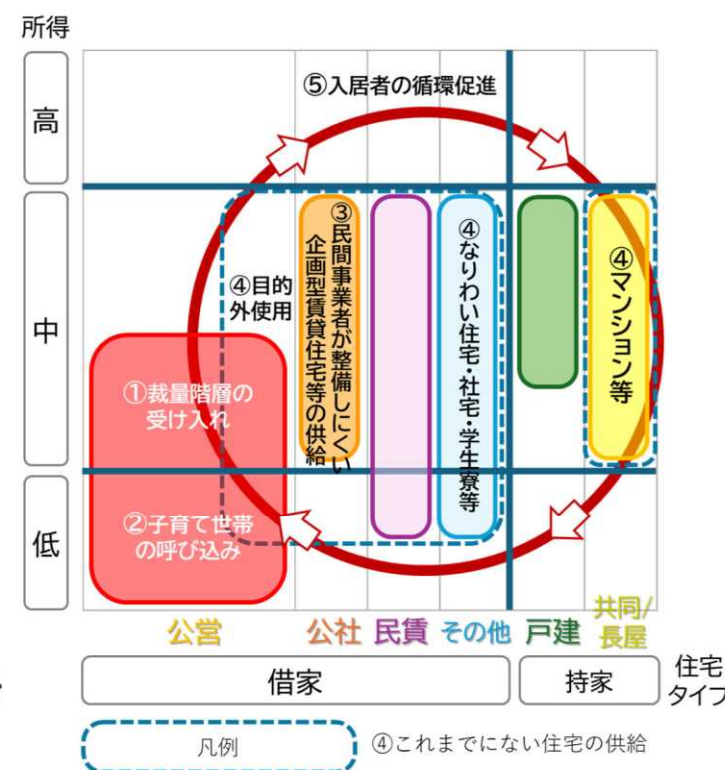 所得
高
中
低
⑤入居者の循環促進
④目的
外使用
③民間事業者が整備しにくい
企画型賃貸住宅等の供給
④なりわい住宅・社宅・学生寮等
④マンション等
①裁量階層の
受け入れ
②子育て世帯
の呼び込み
公営
公社
民賃
その他
戸建
共同/
長屋
借家
持家
住宅
タイプ
。
凡例
④これまでにない住宅の供給